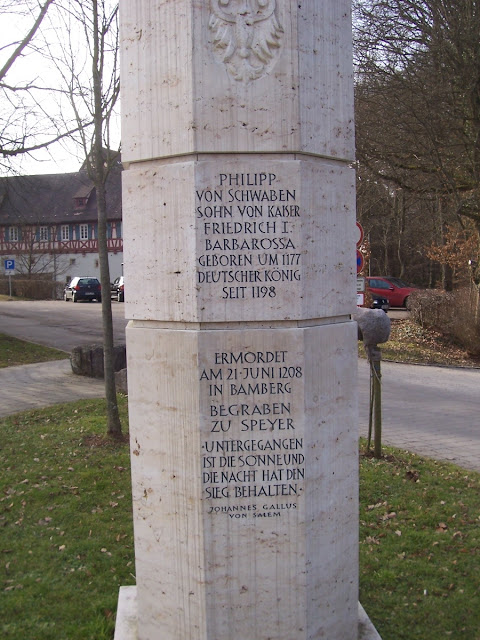 PHILIPP
VON SCHWABEN
SOHN VON KAISER
FRIEDRICH I.
BARBAROSSA
GEBOREN UM 1177
DEUTSCHER KÖNIG
SEIT 1198
ERMORDET
AM 21·JUNI 1208
IN BAMBERG
BEGRABEN
ZU SPEYER
·UNTERGEGANGEN
IST DIE SONNE UND
DIE NACHT HAT DEN
SIEG BEHALTEN·
JOHANNES GALLUS
VON SALEM
P